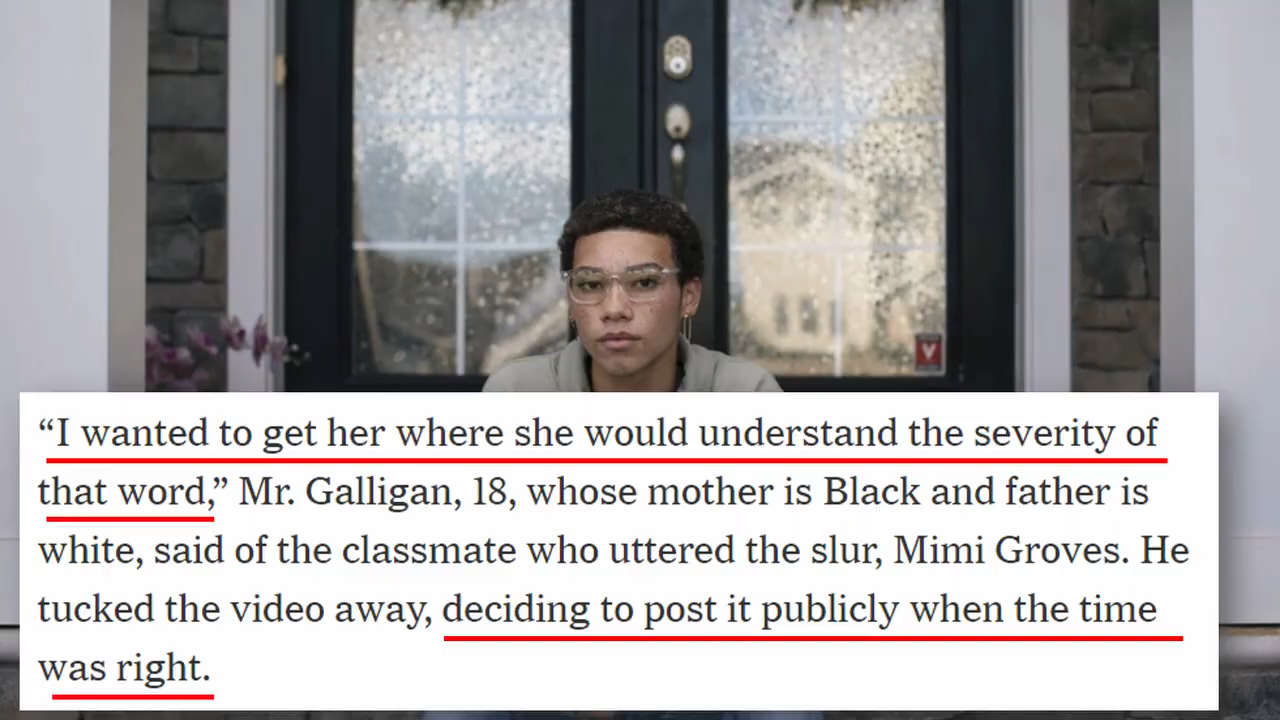 “I wanted to get her where she would understand the severity of
that word,” Mr. Galligan, 18, whose mother is Black and father is
white, said of the classmate who uttered the slur, Mimi Groves. He
tucked the video away, deciding to post it publicly when the time
was right.